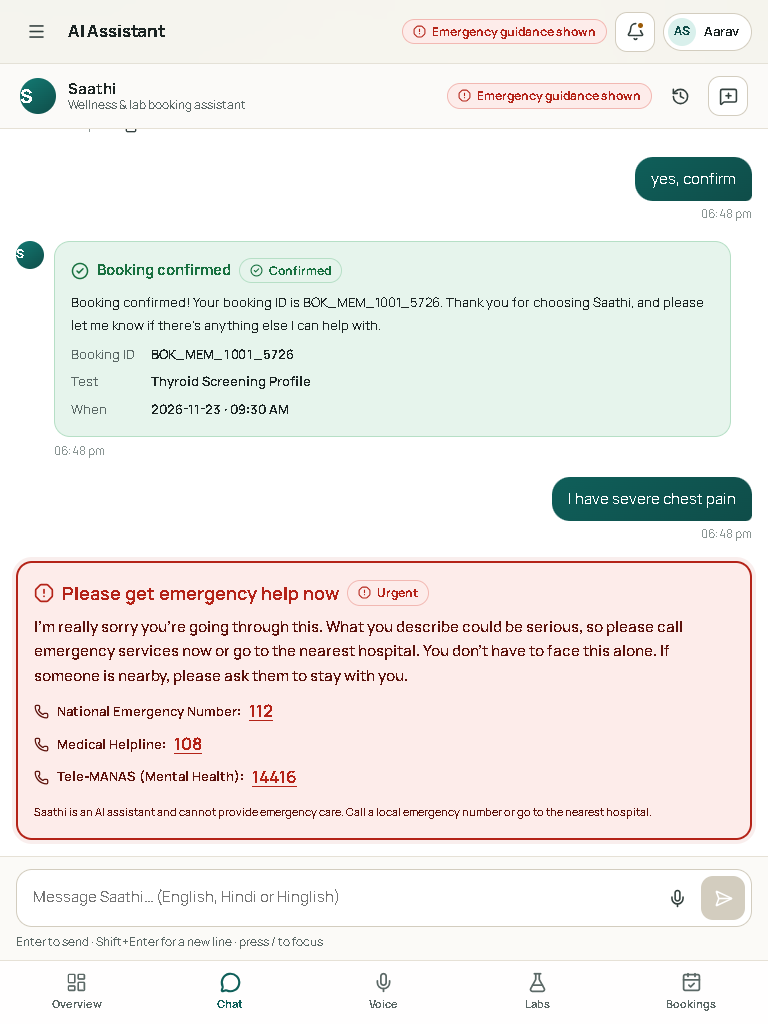 AI Assistant
Emergency guidance shown
AS
Aarav
S
Saathi
Wellness & lab booking assistant
Emergency guidance shown
yes, confirm
06:48 pm
S
Booking confirmed
Confirmed
Booking confirmed! Your booking ID is BOK_MEM_1001_5726. Thank you for choosing Saathi, and please
let me know if there's anything else I can help with.
Booking ID BOK_MEM_1001_5726
Test Thyroid Screening Profile
When 2026-11-23 · 09:30 AM
06:48 pm
I have severe chest pain
06:48 pm
Please get emergency help now
Urgent
I'm really sorry you're going through this. What you describe could be serious, so please call
emergency services now or go to the nearest hospital. You don't have to face this alone. If
someone is nearby, please ask them to stay with you.
National Emergency Number: 112
Medical Helpline: 108
Tele-MANAS (Mental Health): 14416
Saathi is an AI assistant and cannot provide emergency care. Call a local emergency number or go to the nearest hospital.
Message Saathi... (English, Hindi or Hinglish)
Enter to send · Shift+Enter for a new line · press / to focus
Overview
Chat
Voice
Labs
Bookings